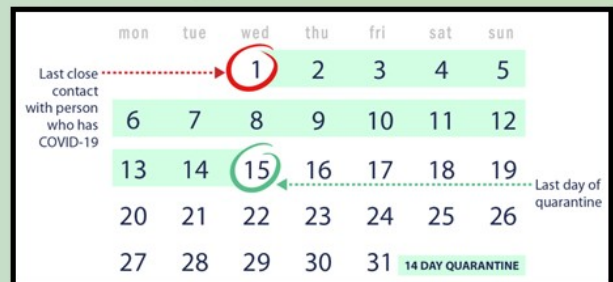 mon tue wed thu fri sat sun
Last close
contact
with person
who has
COVID-19
1 2 3 4 5
6 7 8 9 10 11 12
13 14 15 16 17 18 19
Last day of
quarantine
20 21 22 23 24 25 26
27 28 29 30 31 14 DAY QUARANTINE